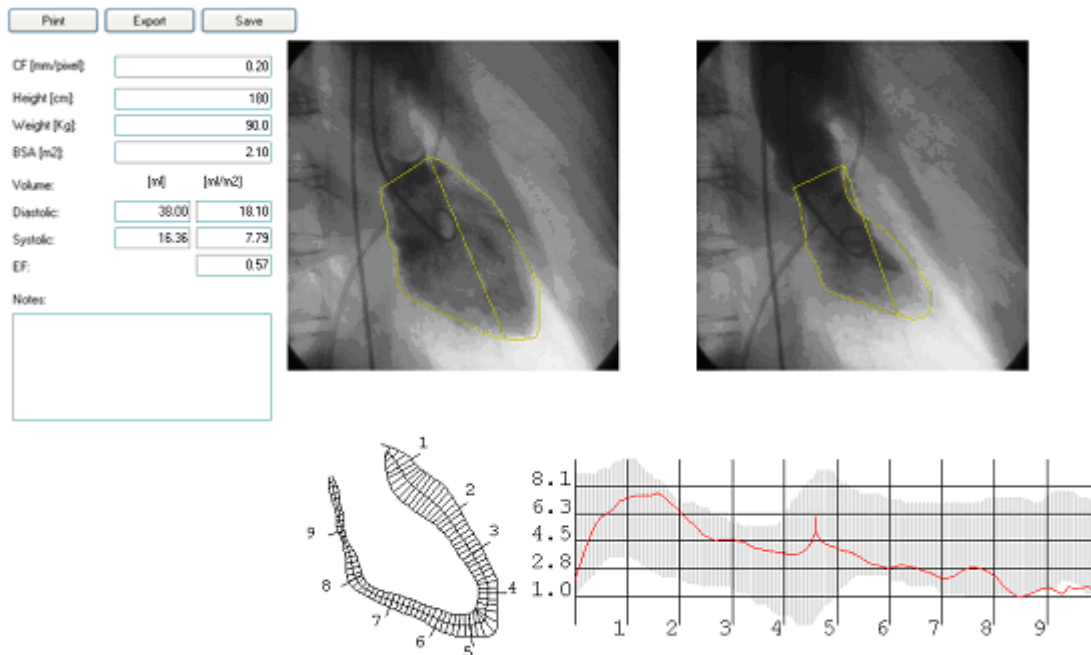 Print Export Save
CF [mm/pixel]: 0.20
Height [cm]: 180
Weight [Kg]: 90.0
BSA [m2]: 2.10
Volume: [ml] [ml/m2]
Diastolic: 38.00 18.10
Systolic: 16.36 7.79
EF: 0.57
Notes:
1
2
3
4
5
6
7
8
9
8.1
6.3
4.5
2.8
1.0
1 2 3 4 5 6 7 8 9